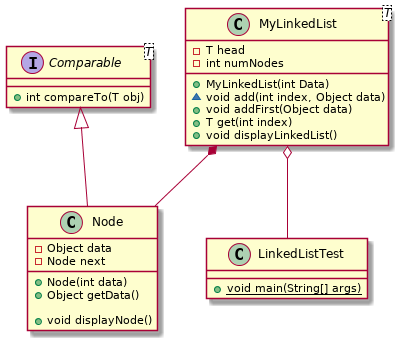 C MyLinkedList T
T head
int numNodes
MyLinkedList(int Data)
void add(int index, Object data)
void addFirst(Object data)
T get(int index)
void displayLinkedList()
I Comparable T
int compareTo(T obj)
C Node
Object data
Node next
Node(int data)
Object getData()
void displayNode()
C LinkedListTest
void main(String[] args)